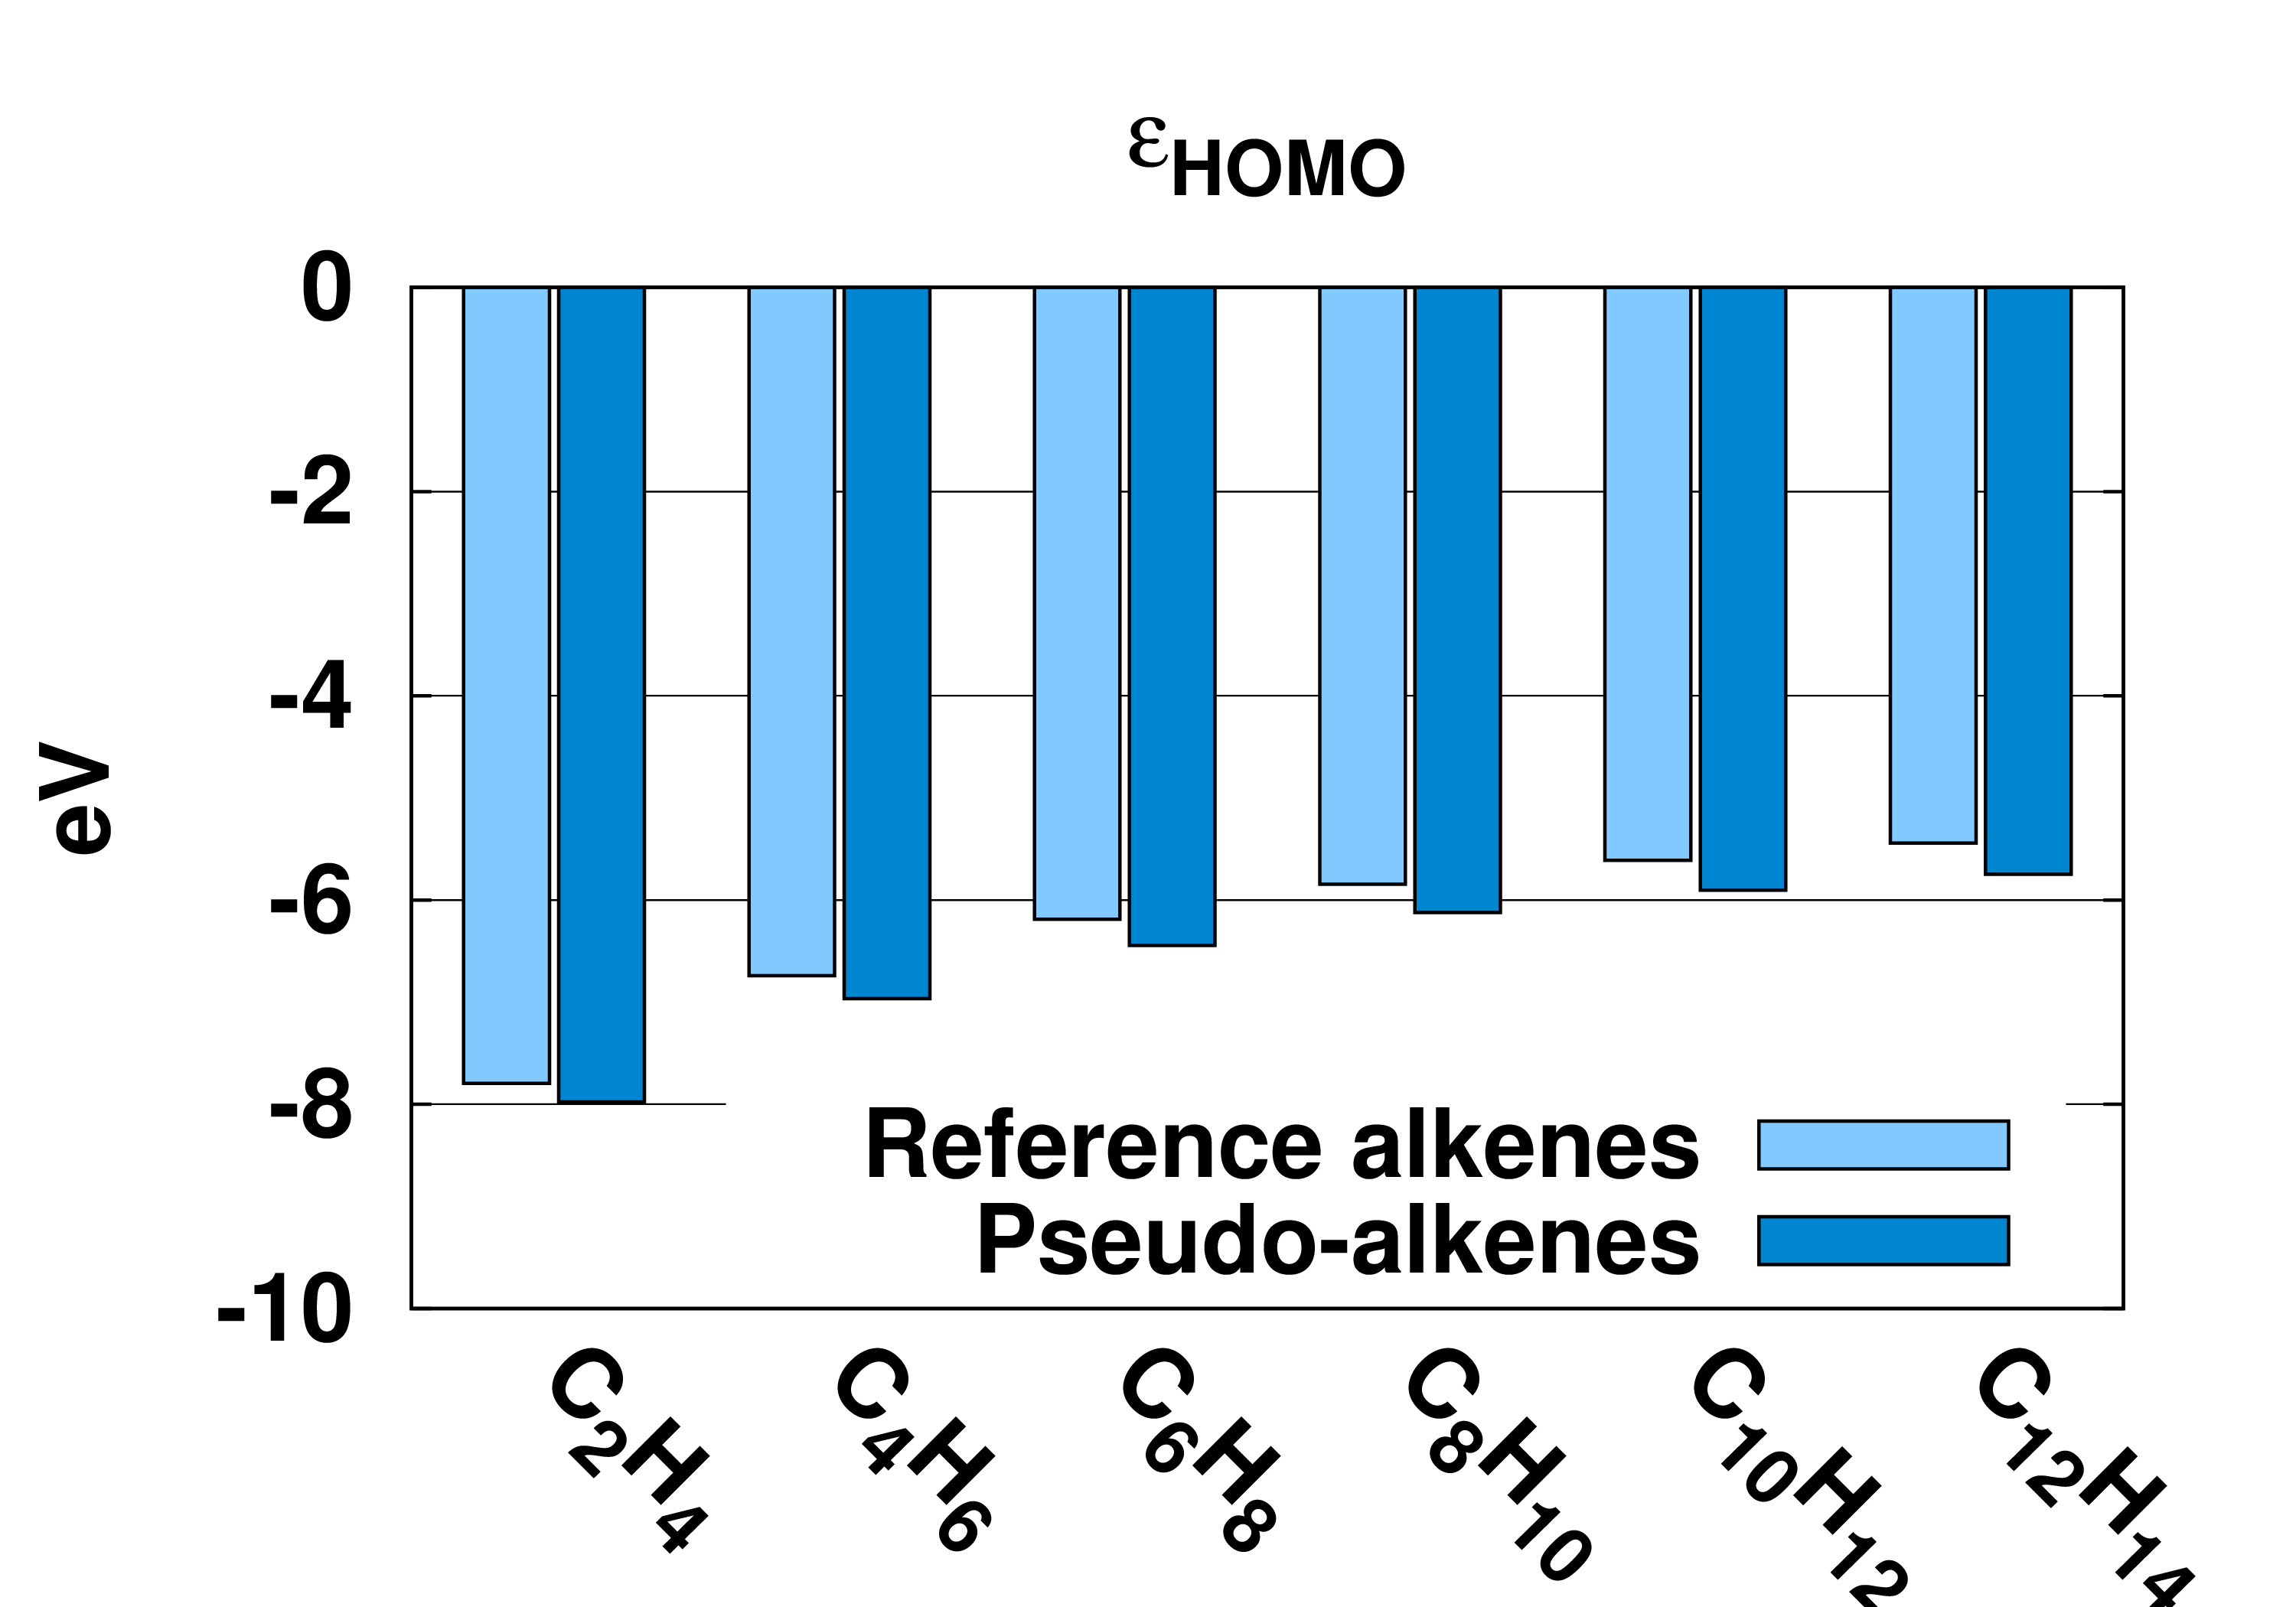 εHOMO
0
-2
-4
-6
-8
-10
eV
Reference alkenes
Pseudo-alkenes
C2H4
C4H6
C6H8
C8H10
C10H12
C12H14